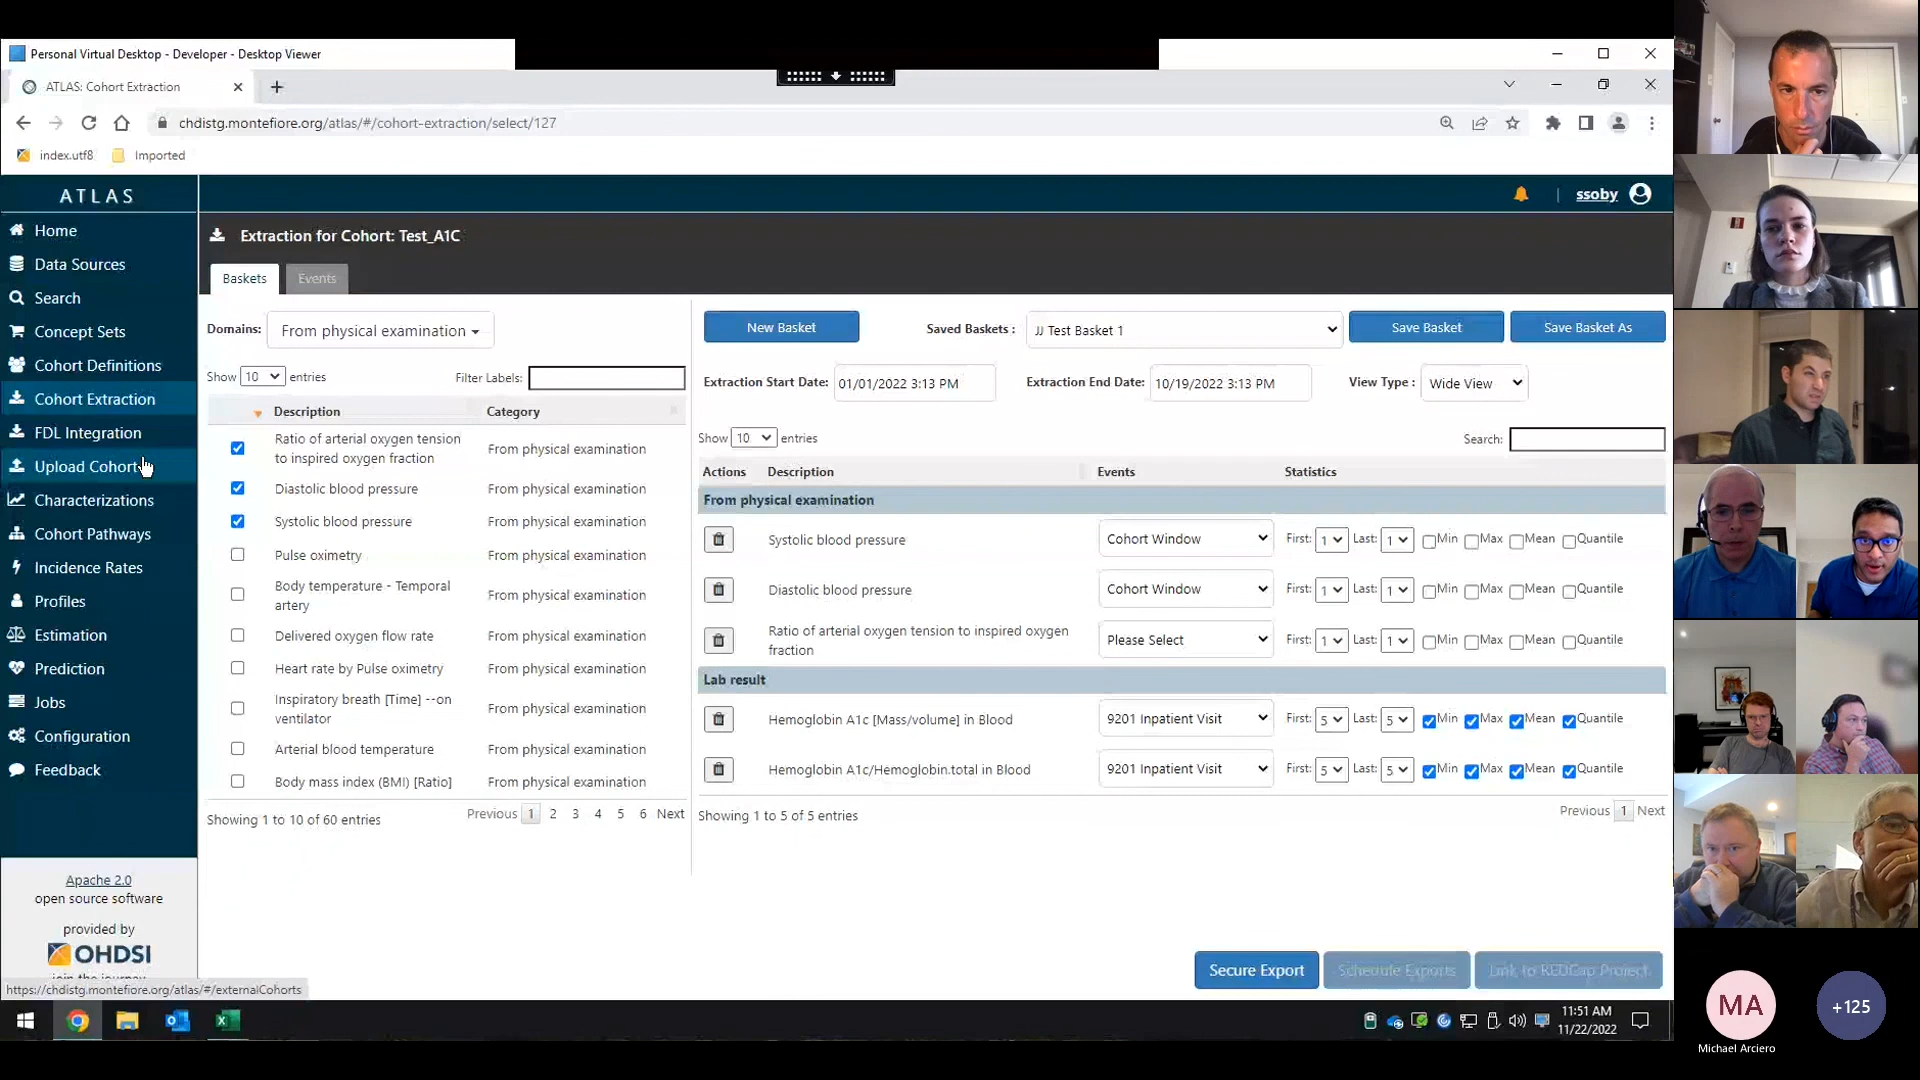 Personal Virtual Desktop - Developer - Desktop Viewer
ATLAS: Cohort Extraction
chdistg.montefiore.org/atlas/#/cohort-extraction/select/127
index.utf8 Imported
ATLAS
ssoby
Home
Data Sources
Search
Concept Sets
Cohort Definitions
Cohort Extraction
FDL Integration
Upload Cohort
Characterizations
Cohort Pathways
Incidence Rates
Profiles
Estimation
Prediction
Jobs
Configuration
Feedback
Apache 2.0
open source software
provided by
OHDSI
join the journey
https://chdistg.montefiore.org/atlas/#/externalCohorts
Extraction for Cohort: Test_A1C
Baskets Events
Domains: From physical examination
Show 10 entries Filter Labels:
Description Category
Ratio of arterial oxygen tension
to inspired oxygen fraction From physical examination
Diastolic blood pressure From physical examination
Systolic blood pressure From physical examination
Pulse oximetry From physical examination
Body temperature - Temporal
artery From physical examination
Delivered oxygen flow rate From physical examination
Heart rate by Pulse oximetry From physical examination
Inspiratory breath [Time] --on
ventilator From physical examination
Arterial blood temperature From physical examination
Body mass index (BMI) [Ratio] From physical examination
Showing 1 to 10 of 60 entries Previous 1 2 3 4 5 6 Next
New Basket Saved Baskets : JJ Test Basket 1 Save Basket Save Basket As
Extraction Start Date: 01/01/2022 3:13 PM Extraction End Date: 10/19/2022 3:13 PM View Type : Wide View
Show 10 entries Search:
Actions Description Events Statistics
From physical examination
Systolic blood pressure Cohort Window First: 1 Last: 1 Min Max Mean Quantile
Diastolic blood pressure Cohort Window First: 1 Last: 1 Min Max Mean Quantile
Ratio of arterial oxygen tension to inspired oxygen
fraction Please Select First: 1 Last: 1 Min Max Mean Quantile
Lab result
Hemoglobin A1c [Mass/volume] in Blood 9201 Inpatient Visit First: 5 Last: 5 Min Max Mean Quantile
Hemoglobin A1c/Hemoglobin.total in Blood 9201 Inpatient Visit First: 5 Last: 5 Min Max Mean Quantile
Showing 1 to 5 of 5 entries Previous 1 Next
Secure Export Schedule Exports Link to REDCap Project
11:51 AM
11/22/2022
MA
Michael Arciero
+125